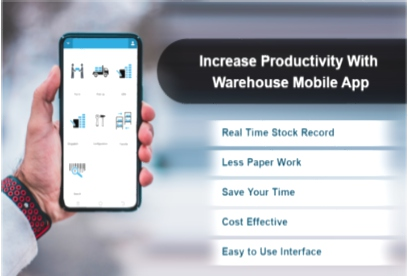 Increase Productivity With
Warehouse Mobile App
Real Time Stock Record
Less Paper Work
Save Your Time
Cost Effective
Easy to Use Interface